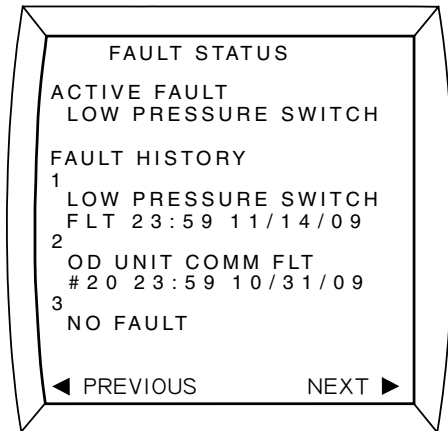 FAULT STATUS
ACTIVE FAULT
LOW PRESSURE SWITCH
FAULT HISTORY
1
LOW PRESSURE SWITCH
FLT 23:59 11/14/09
2
OD UNIT COMM FLT
#20 23:59 10/31/09
3
NO FAULT
◀ PREVIOUS NEXT ▶